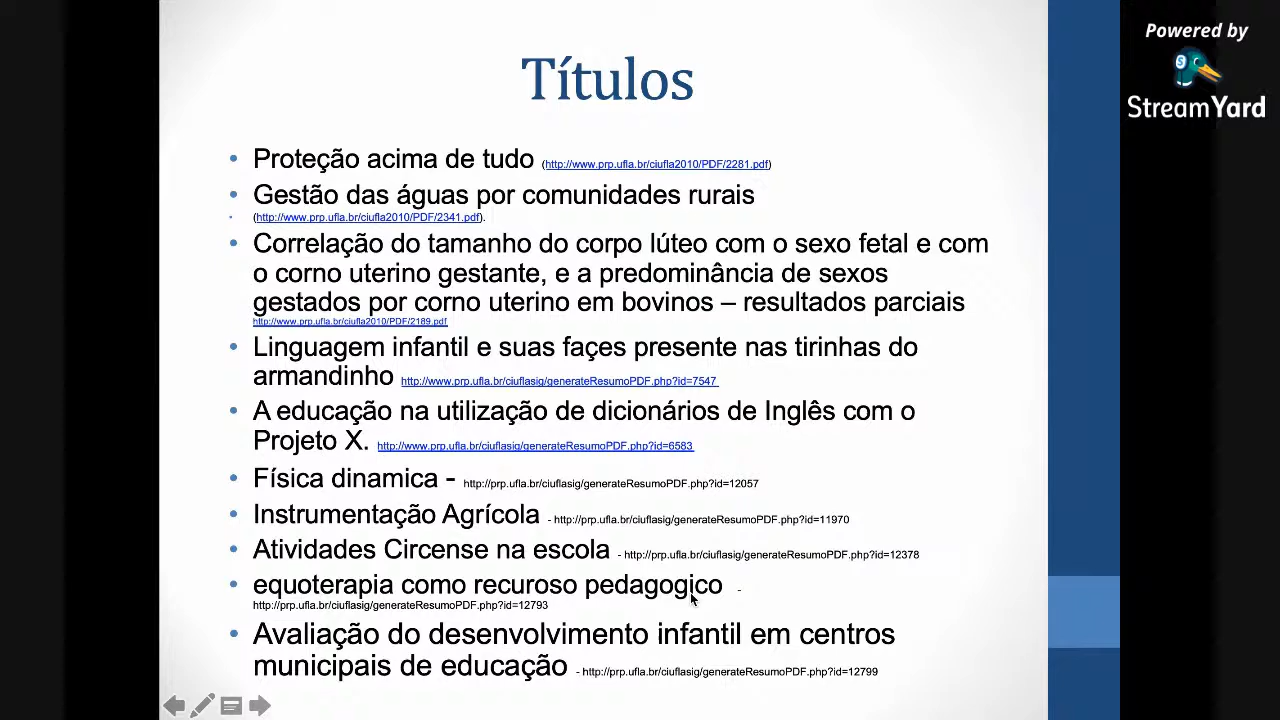 Powered by
StreamYard
Títulos
Proteção acima de tudo (http://www.prp.ufla.br/ciufla2010/PDF/2281.pdf)
Gestão das águas por comunidades rurais
(http://www.prp.ufla.br/ciufla2010/PDF/2341.pdf).
Correlação do tamanho do corpo lúteo com o sexo fetal e com
o corno uterino gestante, e a predominância de sexos
gestados por corno uterino em bovinos – resultados parciais
http://www.prp.ufla.br/ciufla2010/PDF/2189.pdf
Linguagem infantil e suas façes presente nas tirinhas do
armandinho http://www.prp.ufla.br/ciuflasig/generateResumoPDF.php?id=7547
A educação na utilização de dicionários de Inglês com o
Projeto X. http://www.prp.ufla.br/ciuflasig/generateResumoPDF.php?id=6583
Física dinamica - http://prp.ufla.br/ciuflasig/generateResumoPDF.php?id=12057
Instrumentação Agrícola - http://prp.ufla.br/ciuflasig/generateResumoPDF.php?id=11970
Atividades Circense na escola - http://prp.ufla.br/ciuflasig/generateResumoPDF.php?id=12378
equoterapia como recuroso pedagogico -
http://prp.ufla.br/ciuflasig/generateResumoPDF.php?id=12793
Avaliação do desenvolvimento infantil em centros
municipais de educação - http://prp.ufla.br/ciuflasig/generateResumoPDF.php?id=12799